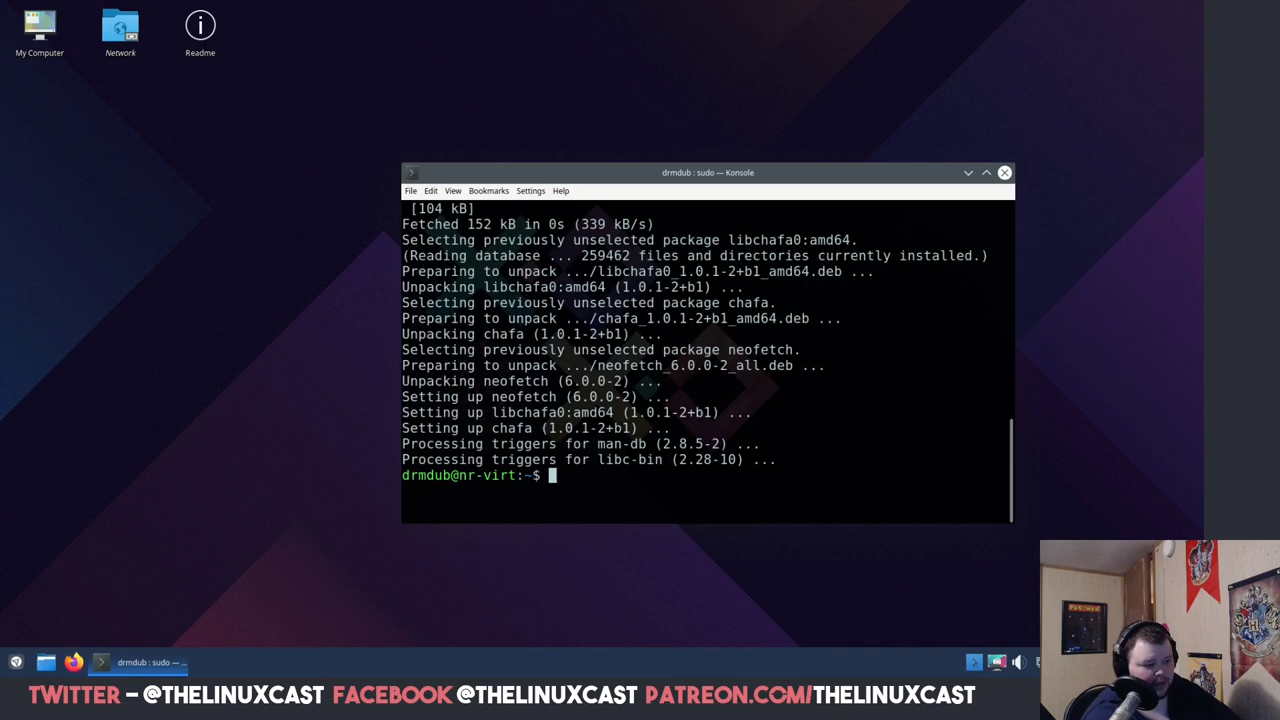 My Computer
Network
Readme
drmdub : sudo — Konsole
File Edit View Bookmarks Settings Help
[104 kB]
Fetched 152 kB in 0s (339 kB/s)
Selecting previously unselected package libchafa0:amd64.
(Reading database ... 259462 files and directories currently installed.)
Preparing to unpack .../libchafa0_1.0.1-2+b1_amd64.deb ...
Unpacking libchafa0:amd64 (1.0.1-2+b1) ...
Selecting previously unselected package chafa.
Preparing to unpack .../chafa_1.0.1-2+b1_amd64.deb ...
Unpacking chafa (1.0.1-2+b1) ...
Selecting previously unselected package neofetch.
Preparing to unpack .../neofetch_6.0.0-2_all.deb ...
Unpacking neofetch (6.0.0-2) ...
Setting up neofetch (6.0.0-2) ...
Setting up libchafa0:amd64 (1.0.1-2+b1) ...
Setting up chafa (1.0.1-2+b1) ...
Processing triggers for man-db (2.8.5-2) ...
Processing triggers for libc-bin (2.28-10) ...
drmdub@nr-virt:~$
drmdub : sudo — ...
PAC-MAN
TWITTER – @THELINUXCAST FACEBOOK @THELINUXCAST PATREON.COM/THELINUXCAST